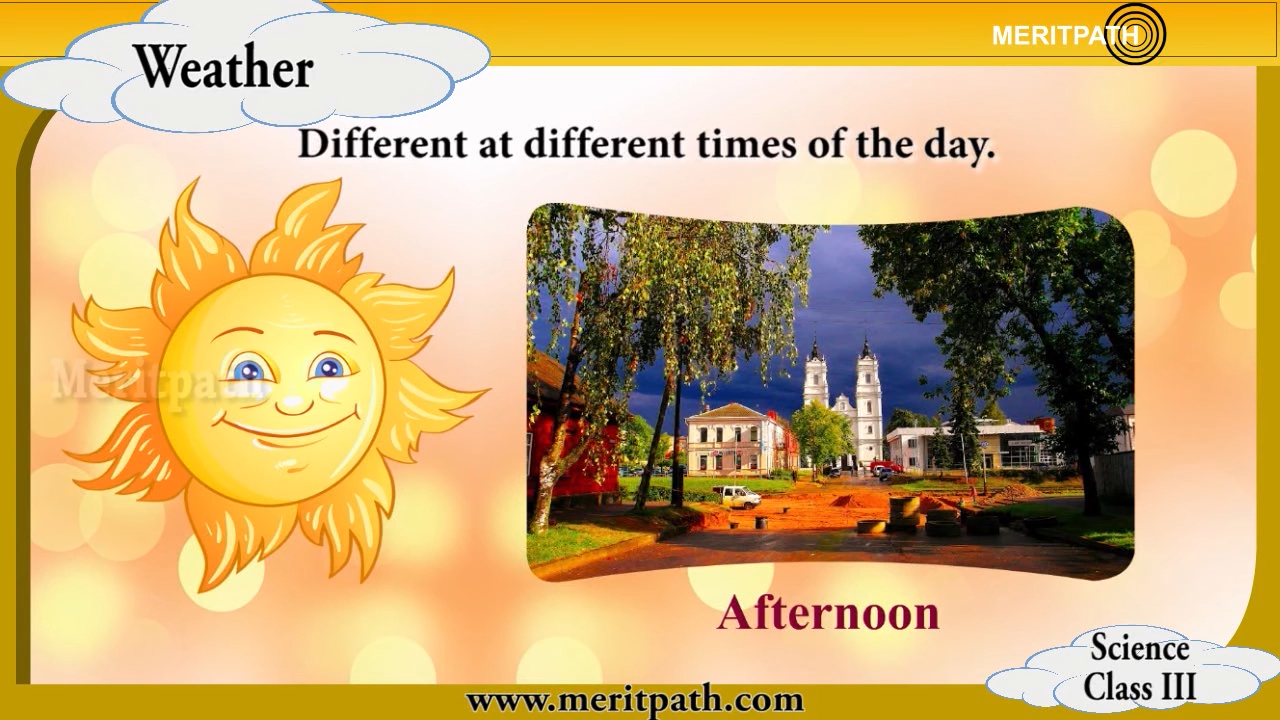 Weather
MERITPATH
Different at different times of the day.
Meritpath
Afternoon
Science
Class III
www.meritpath.com